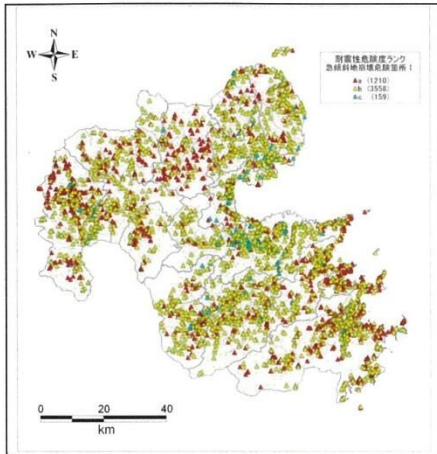 N
W E
S
耐震性危険度ランク
急傾斜地崩壊危険箇所 I
a (1210)
b (3558)
c (159)
0 20 40
km